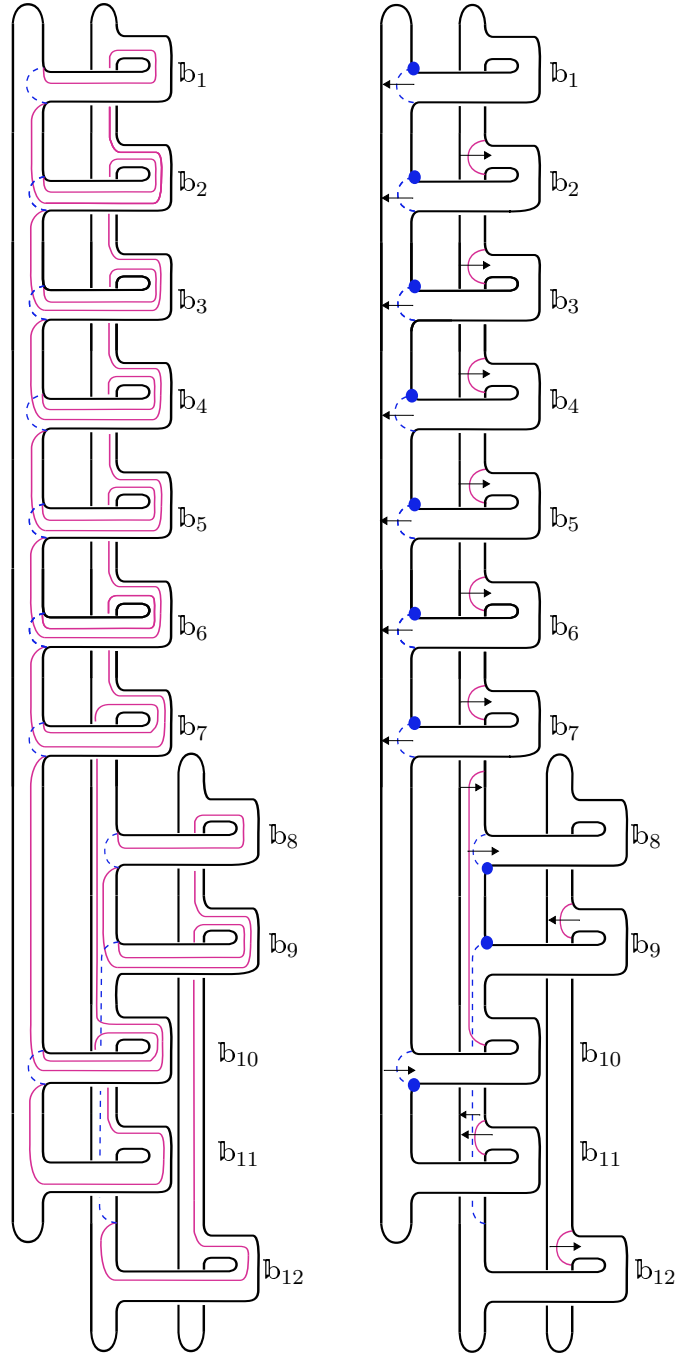 𝕓₁ 𝕓₁
𝕓₂ 𝕓₂
𝕓₃ 𝕓₃
𝕓₄ 𝕓₄
𝕓₅ 𝕓₅
𝕓₆ 𝕓₆
𝕓₇ 𝕓₇
𝕓₈ 𝕓₈
𝕓₉ 𝕓₉
𝕓₁₀ 𝕓₁₀
𝕓₁₁ 𝕓₁₁
𝕓₁₂ 𝕓₁₂